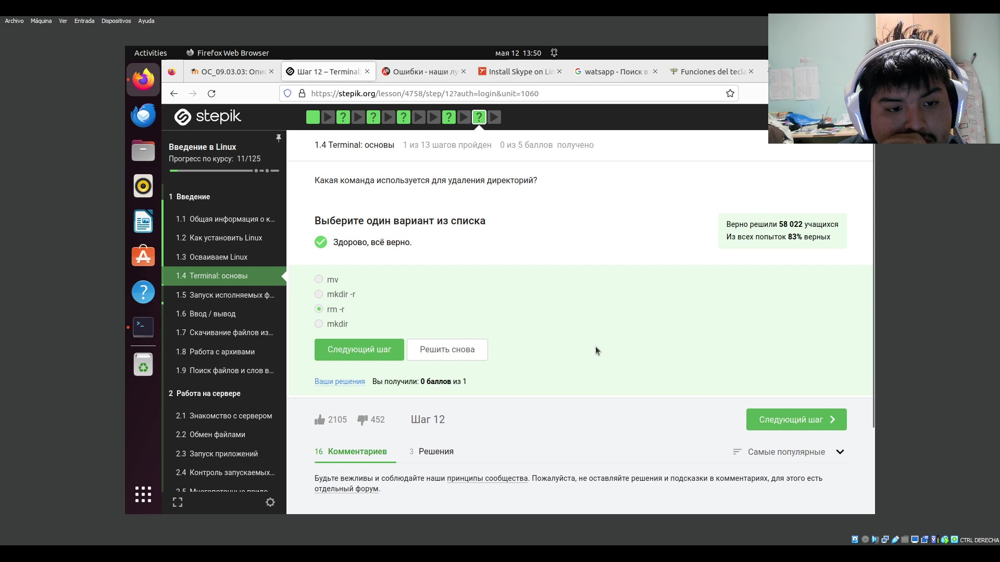 Archivo Máquina Ver Entrada Dispositivos Ayuda
Activities Firefox Web Browser мая 12 13:50
ОС_09.03.03: Опис Шаг 12 – Terminal: Ошибки - наши лу Install Skype on Lin watsapp - Поиск в Funciones del tecla
https://stepik.org/lesson/4758/step/12?auth=login&unit=1060
stepik
Введение в Linux
Прогресс по курсу: 11/125
1 Введение
1.1 Общая информация о к...
1.2 Как установить Linux
1.3 Осваиваем Linux
1.4 Terminal: основы
1.5 Запуск исполняемых ф...
1.6 Ввод / вывод
1.7 Скачивание файлов из...
1.8 Работа с архивами
1.9 Поиск файлов и слов в...
2 Работа на сервере
2.1 Знакомство с сервером
2.2 Обмен файлами
2.3 Запуск приложений
2.4 Контроль запускаемых...
2.5 Многопоточные прило...
1.4 Terminal: основы 1 из 13 шагов пройден 0 из 5 баллов получено
Какая команда используется для удаления директорий?
Выберите один вариант из списка
Здорово, всё верно.
Верно решили 58 022 учащихся
Из всех попыток 83% верных
mv
mkdir -r
rm -r
mkdir
Следующий шаг Решить снова
Ваши решения Вы получили: 0 баллов из 1
2105 452 Шаг 12 Следующий шаг
16 Комментариев 3 Решения Самые популярные
Будьте вежливы и соблюдайте наши принципы сообщества. Пожалуйста, не оставляйте решения и подсказки в комментариях, для этого есть
отдельный форум.
CTRL DERECHA